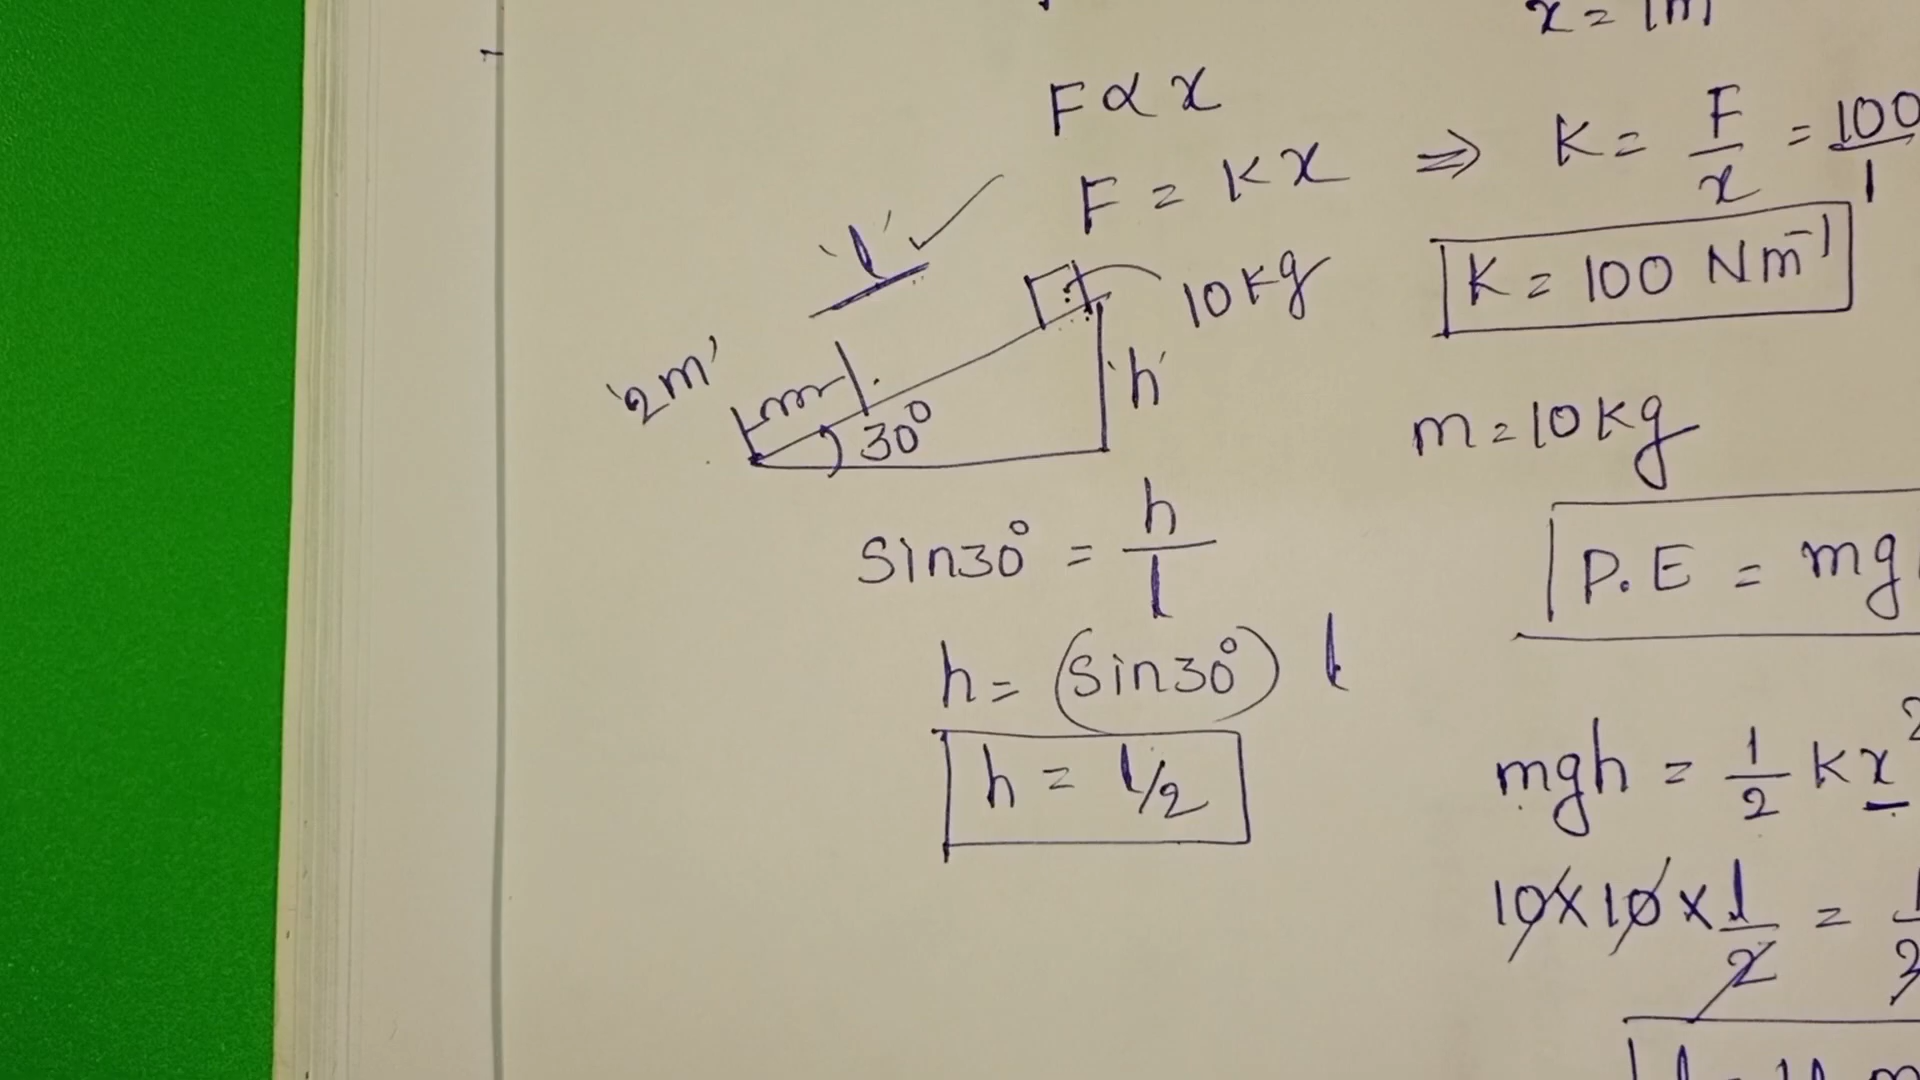 x = 1m
F ∝ x
F = Kx ⇒ K = F/x = 100/1
'l'
10kg
K = 100 Nm⁻¹
'2m'
'h'
30°
m = 10kg
sin30° = h/l
P.E = mg
h = (sin30°) l
h = l/2
mgh = 1/2 Kx²
10 x 10 x l/2 =